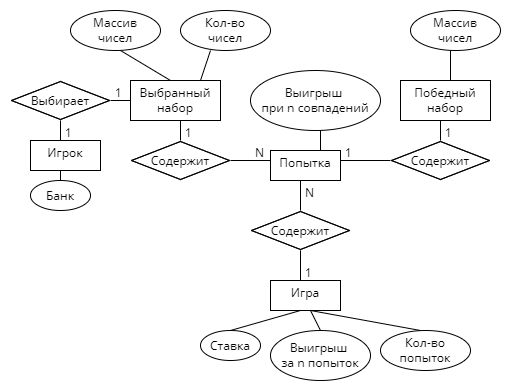 Массив
чисел
Кол-во
чисел
Массив
чисел
Выбирает
1
Выбранный
набор
Выигрыш
при n совпадений
Победный
набор
1
1
1
Игрок
Содержит
N
Попытка
1
Содержит
Банк
N
Содержит
1
Игра
Ставка
Выигрыш
за n попыток
Кол-во
попыток